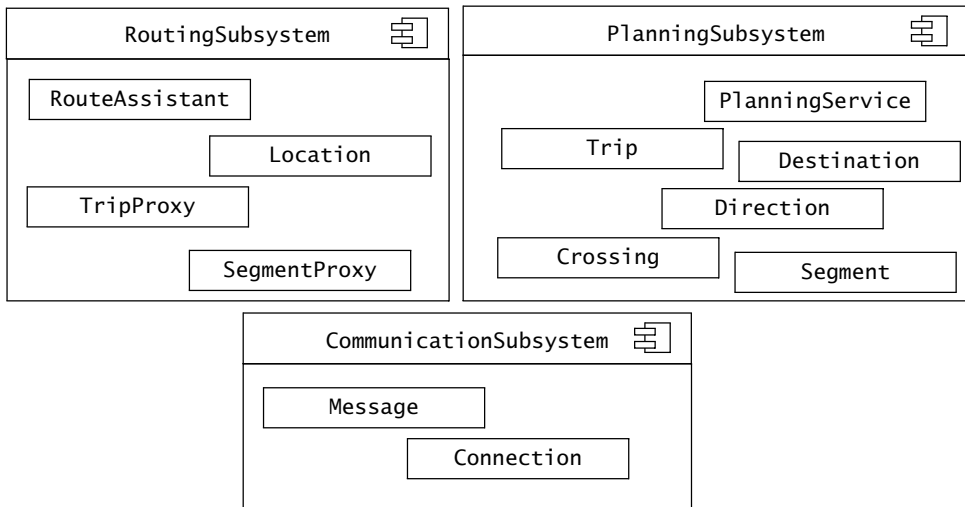 RoutingSubsystem
RouteAssistant
Location
TripProxy
SegmentProxy
PlanningSubsystem
PlanningService
Trip
Destination
Direction
Crossing
Segment
CommunicationSubsystem
Message
Connection